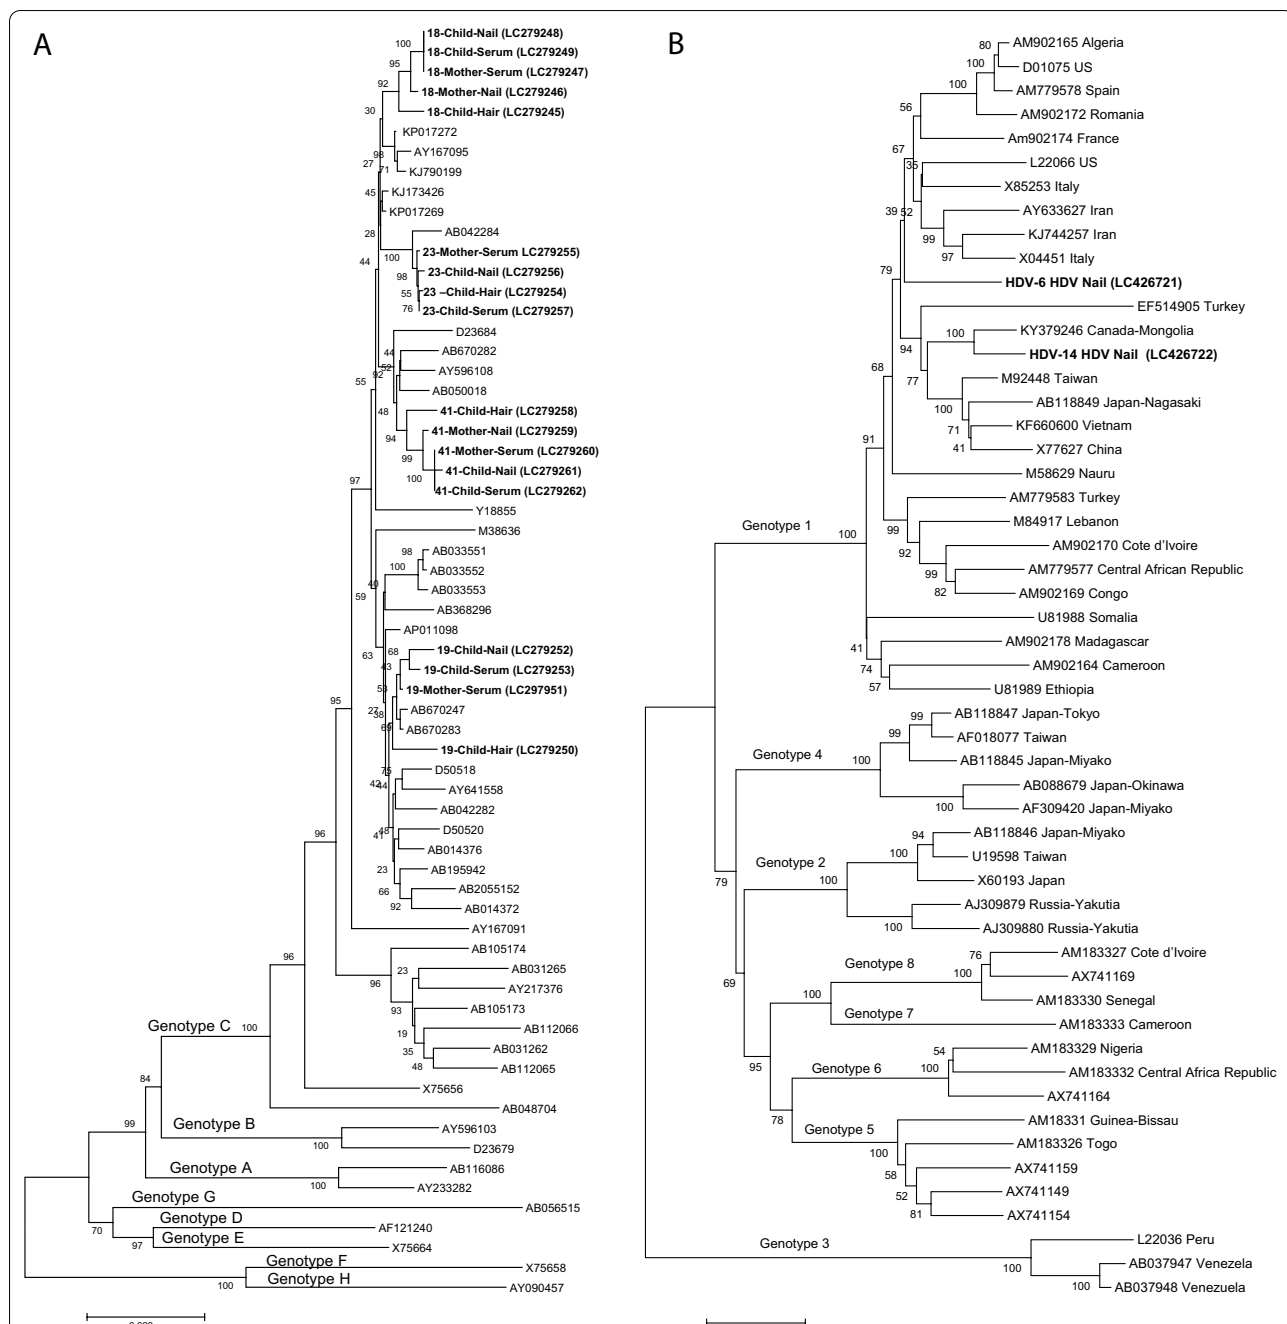 A
18-Child-Nail (LC279248)
100
18-Child-Serum (LC279249)
95
18-Mother-Serum (LC279247)
92
18-Mother-Nail (LC279246)
30
18-Child-Hair (LC279245)
KP017272
98
AY167095
27
71
KJ790199
45
KJ173426
KP017269
28
AB042284
100
23-Mother-Serum LC279255)
44
98
23-Child-Nail (LC279256)
55
23 –Child-Hair (LC279254)
76
23-Child-Serum (LC279257)
D23684
44
AB670282
52
AY596108
92
55
AB050018
48
41-Child-Hair (LC279258)
94
41-Mother-Nail (LC279259)
99
41-Mother-Serum (LC279260)
100
41-Child-Nail (LC279261)
97
41-Child-Serum (LC279262)
Y18855
M38636
98
AB033551
100
AB033552
40
AB033553
59
AB368296
AP011098
63
68
19-Child-Nail (LC279252)
43
19-Child-Serum (LC279253)
53
19-Mother-Serum (LC297951)
95
27
38
AB670247
69
AB670283
19-Child-Hair (LC279250)
75
D50518
42
44
AY641558
AB042282
48
D50520
41
AB014376
96
23
AB195942
66
AB2055152
92
AB014372
AY167091
AB105174
96
23
AB031265
96
AY217376
93
AB105173
19
AB112066
Genotype C
100
35
AB031262
48
AB112065
84
X75656
AB048704
99
Genotype B
AY596103
100
D23679
Genotype A
AB116086
100
AY233282
Genotype G
AB056515
70
Genotype D
AF121240
97
Genotype E
X75664
Genotype F
X75658
100
Genotype H
AY090457
B
80
AM902165 Algeria
100
D01075 US
100
AM779578 Spain
56
AM902172 Romania
67
Am902174 France
35
L22066 US
X85253 Italy
39
52
AY633627 Iran
99
KJ744257 Iran
97
X04451 Italy
79
HDV-6 HDV Nail (LC426721)
EF514905 Turkey
100
KY379246 Canada-Mongolia
94
HDV-14 HDV Nail (LC426722)
68
77
M92448 Taiwan
100
AB118849 Japan-Nagasaki
71
KF660600 Vietnam
91
41
X77627 China
M58629 Nauru
AM779583 Turkey
Genotype 1
100
99
M84917 Lebanon
92
AM902170 Cote d'Ivoire
99
AM779577 Central African Republic
82
AM902169 Congo
U81988 Somalia
41
AM902178 Madagascar
74
AM902164 Cameroon
57
U81989 Ethiopia
99
AB118847 Japan-Tokyo
99
AF018077 Taiwan
Genotype 4
100
AB118845 Japan-Miyako
AB088679 Japan-Okinawa
100
AF309420 Japan-Miyako
94
AB118846 Japan-Miyako
Genotype 2
100
U19598 Taiwan
79
100
X60193 Japan
AJ309879 Russia-Yakutia
100
AJ309880 Russia-Yakutia
76
AM183327 Cote d'Ivoire
Genotype 8
100
AX741169
69
100
AM183330 Senegal
Genotype 7
AM183333 Cameroon
54
AM183329 Nigeria
95
Genotype 6
100
AM183332 Central Africa Republic
AX741164
78
AM18331 Guinea-Bissau
Genotype 5
100
AM183326 Togo
58
AX741159
52
AX741149
81
AX741154
Genotype 3
L22036 Peru
100
AB037947 Venezela
100
AB037948 Venezuela